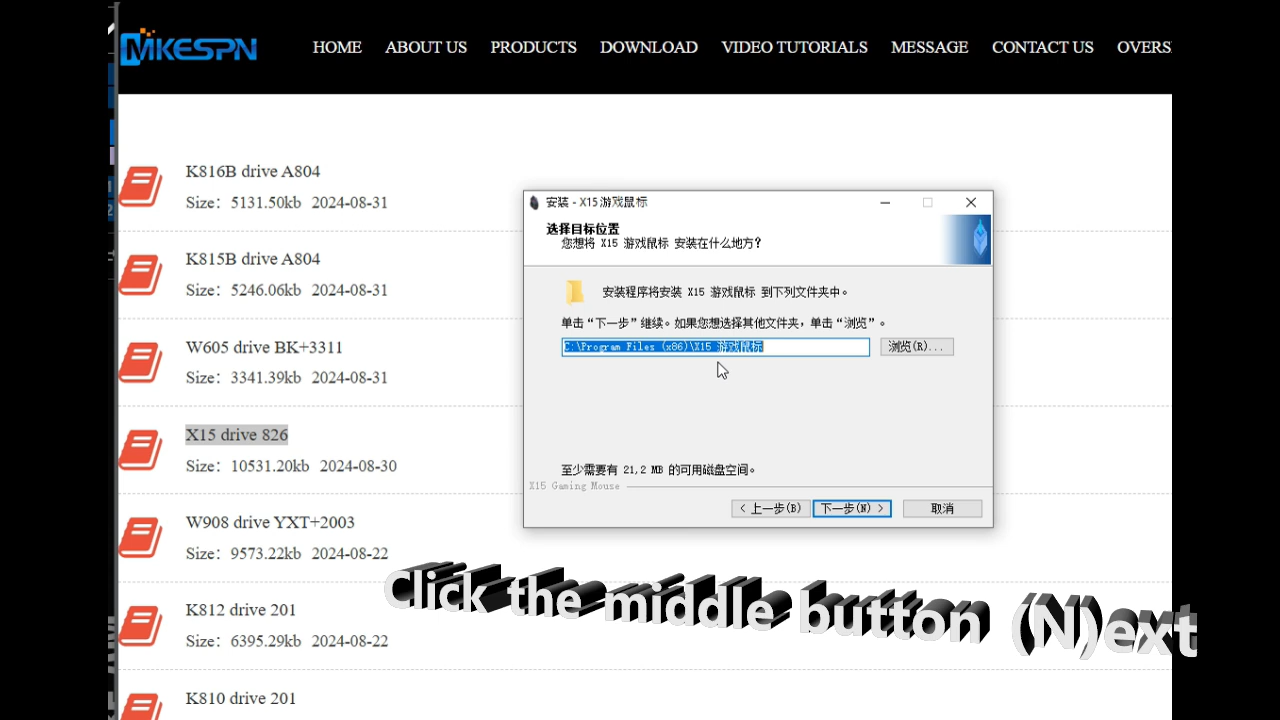 MKESPN
HOME ABOUT US PRODUCTS DOWNLOAD VIDEO TUTORIALS MESSAGE CONTACT US OVERS
K816B drive A804
Size： 5131.50kb 2024-08-31
K815B drive A804
Size： 5246.06kb 2024-08-31
W605 drive BK+3311
Size： 3341.39kb 2024-08-31
X15 drive 826
Size： 10531.20kb 2024-08-30
W908 drive YXT+2003
Size： 9573.22kb 2024-08-22
K812 drive 201
Size： 6395.29kb 2024-08-22
K810 drive 201
安装 - X15 游戏鼠标
选择目标位置
您想将 X15 游戏鼠标 安装在什么地方？
安装程序将安装 X15 游戏鼠标 到下列文件夹中。
单击“下一步”继续。如果您想选择其他文件夹，单击“浏览”。
C:\Program Files (x86)\X15 游戏鼠标
浏览(R)...
至少需要有 21,2 MB 的可用磁盘空间。
X15 Gaming Mouse
< 上一步(B) 下一步(N) > 取消
Click the middle button (N)ext